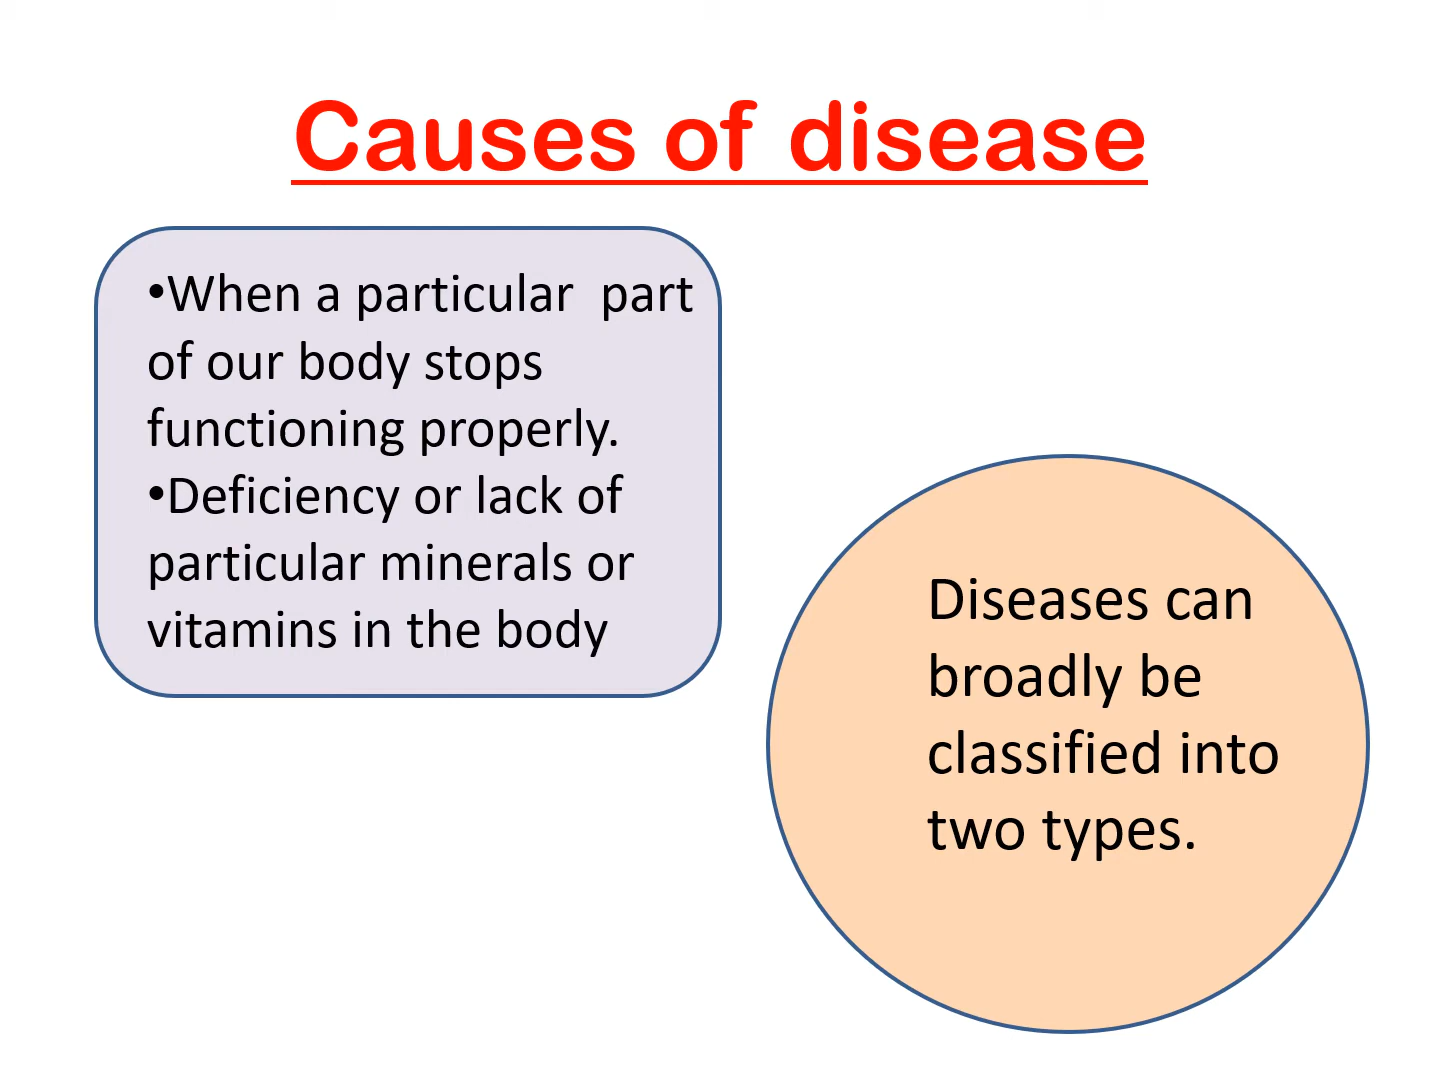 Causes of disease
•When a particular  part
of our body stops
functioning properly.
•Deficiency or lack of
particular minerals or
vitamins in the body
Diseases can
broadly be
classified into
two types.